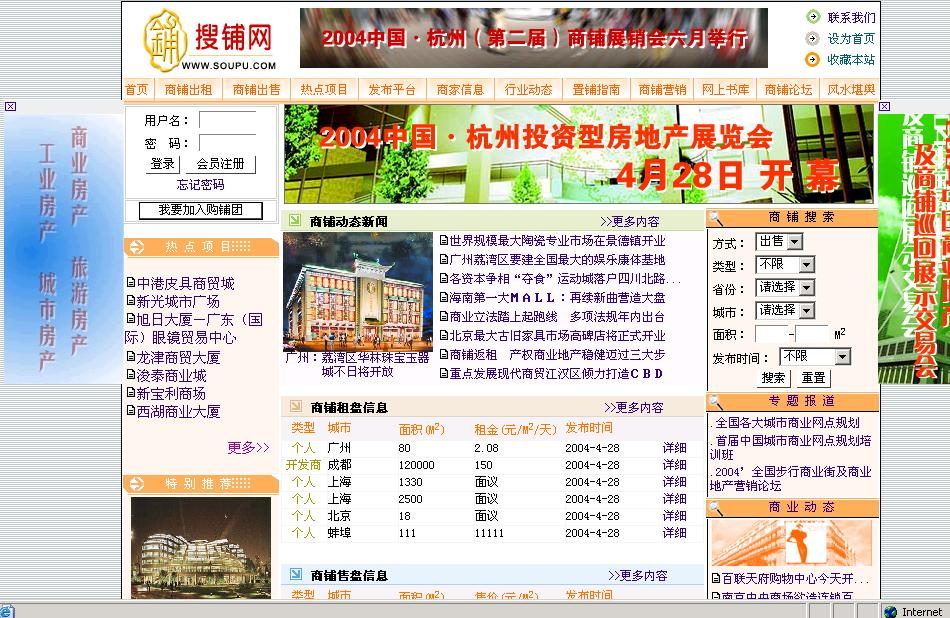 搜铺网
WWW.SOUPU.COM
2004中国·杭州（第二届）商铺展销会六月举行
联系我们
设为首页
收藏本站
首页 商铺出租 商铺出售 热点项目 发布平台 商家信息 行业动态 置铺指南 商铺营销 网上书库 商铺论坛 风水堪舆
商业房产 旅游房产
工业房产 城市房产
用户名：
密 码：
登录 会员注册
忘记密码
我要加入购铺团
2004中国·杭州投资型房地产展览会
4月28日 开 幕
及商铺巡回展示交易会
热 点 项 目
中港皮具商贸城
新光城市广场
旭日大厦—广东（国
际）眼镜贸易中心
龙津商贸大厦
浚泰商业城
新宝利商场
西湖商业大厦
更多>>
特 别 推 荐
商铺动态新闻 >>更多内容
广州：荔湾区华林珠宝玉器
城不日将开放
世界规模最大陶瓷专业市场在景德镇开业
广州荔湾区要建全国最大的娱乐康体基地
各资本争相“夺食”运动城落户四川北路...
海南第一大MALL：再续新曲营造大盘
商业立法踏上起跑线 多项法规年内出台
北京最大古旧家具市场高碑店将正式开业
商铺返租 产权商业地产稳健迈过三大步
重点发展现代商贸江汉区倾力打造CBD
商铺租盘信息 >>更多内容
类型 城市 面积(M²) 租金(元/M²/天) 发布时间
个人 广州 80 2.08 2004-4-28 详细
开发商 成都 120000 150 2004-4-28 详细
个人 上海 1330 面议 2004-4-28 详细
个人 上海 2500 面议 2004-4-28 详细
个人 北京 18 面议 2004-4-28 详细
个人 蚌埠 111 11111 2004-4-28 详细
商铺售盘信息 >>更多内容
类型 城市 面积(M²) 售价(元/M²) 发布时间
商 铺 搜 索
方式： 出售
类型： 不限
省份： 请选择
城市： 请选择
面积： - M²
发布时间： 不限
搜索 重置
专 题 报 道
.全国各大城市商业网点规划
.首届中国城市商业网点规划培
训班
.2004’全国步行商业街及商业
地产营销论坛
商 业 动 态
百联天府购物中心今天开...
南京中央商场欲造连锁百
Internet